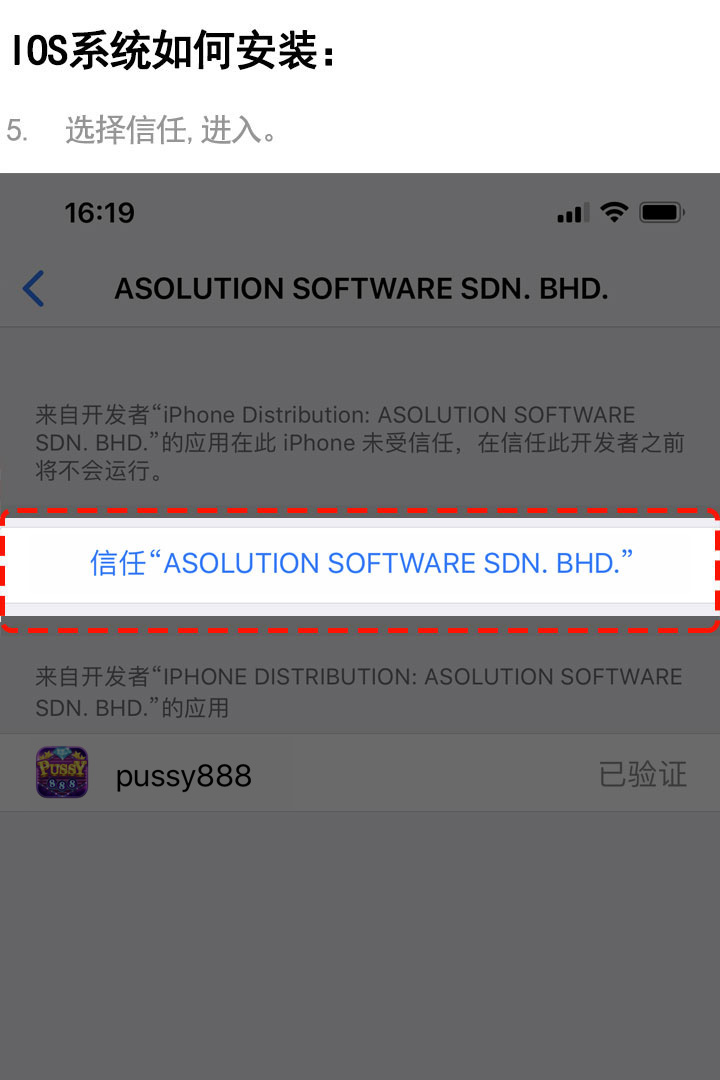 IOS系统如何安装：
5. 选择信任, 进入。
16:19
ASOLUTION SOFTWARE SDN. BHD.
来自开发者“iPhone Distribution: ASOLUTION SOFTWARE
SDN. BHD.”的应用在此 iPhone 未受信任，在信任此开发者之前
将不会运行。
信任“ASOLUTION SOFTWARE SDN. BHD.”
来自开发者“IPHONE DISTRIBUTION: ASOLUTION SOFTWARE
SDN. BHD.”的应用
PUSSY
888
pussy888
已验证